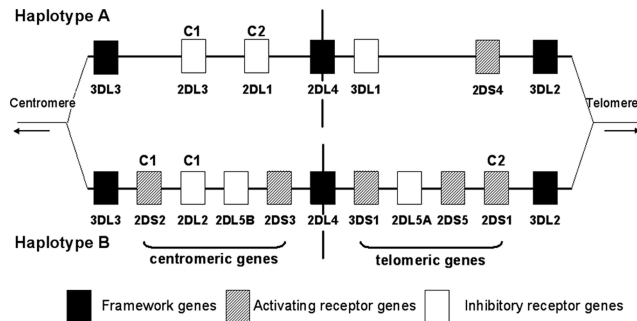 Haplotype A
C1 C2
3DL3 2DL3 2DL1 2DL4 3DL1 2DS4 3DL2
Centromere Telomere
C1 C1 C2
3DL3 2DS2 2DL2 2DL5B 2DS3 2DL4 3DS1 2DL5A 2DS5 2DS1 3DL2
Haplotype B
centromeric genes telomeric genes
Framework genes Activating receptor genes Inhibitory receptor genes